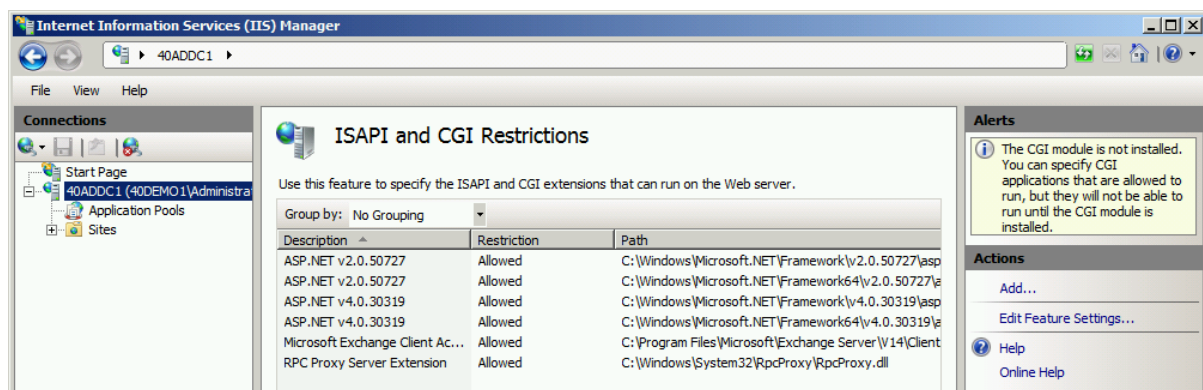 Internet Information Services (IIS) Manager
40ADDC1
File View Help
Connections
Start Page
40ADDC1 (40DEMO1\Administra
Application Pools
Sites
ISAPI and CGI Restrictions
Use this feature to specify the ISAPI and CGI extensions that can run on the Web server.
Group by: No Grouping
Description Restriction Path
ASP.NET v2.0.50727 Allowed C:\Windows\Microsoft.NET\Framework\v2.0.50727\asp
ASP.NET v2.0.50727 Allowed C:\Windows\Microsoft.NET\Framework64\v2.0.50727\a
ASP.NET v4.0.30319 Allowed C:\Windows\Microsoft.NET\Framework\v4.0.30319\asp
ASP.NET v4.0.30319 Allowed C:\Windows\Microsoft.NET\Framework64\v4.0.30319\a
Microsoft Exchange Client Ac... Allowed C:\Program Files\Microsoft\Exchange Server\V14\Client
RPC Proxy Server Extension Allowed C:\Windows\System32\RpcProxy\RpcProxy.dll
Alerts
The CGI module is not installed.
You can specify CGI
applications that are allowed to
run, but they will not be able to
run until the CGI module is
installed.
Actions
Add...
Edit Feature Settings...
Help
Online Help